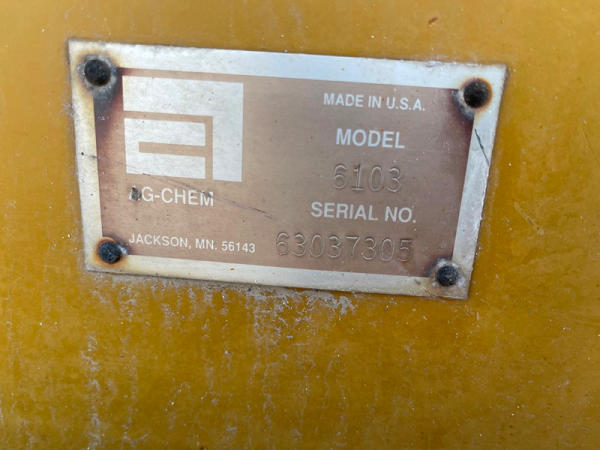 MADE IN U.S.A.
MODEL
6103
AG-CHEM
SERIAL NO.
JACKSON, MN. 56143
63037305